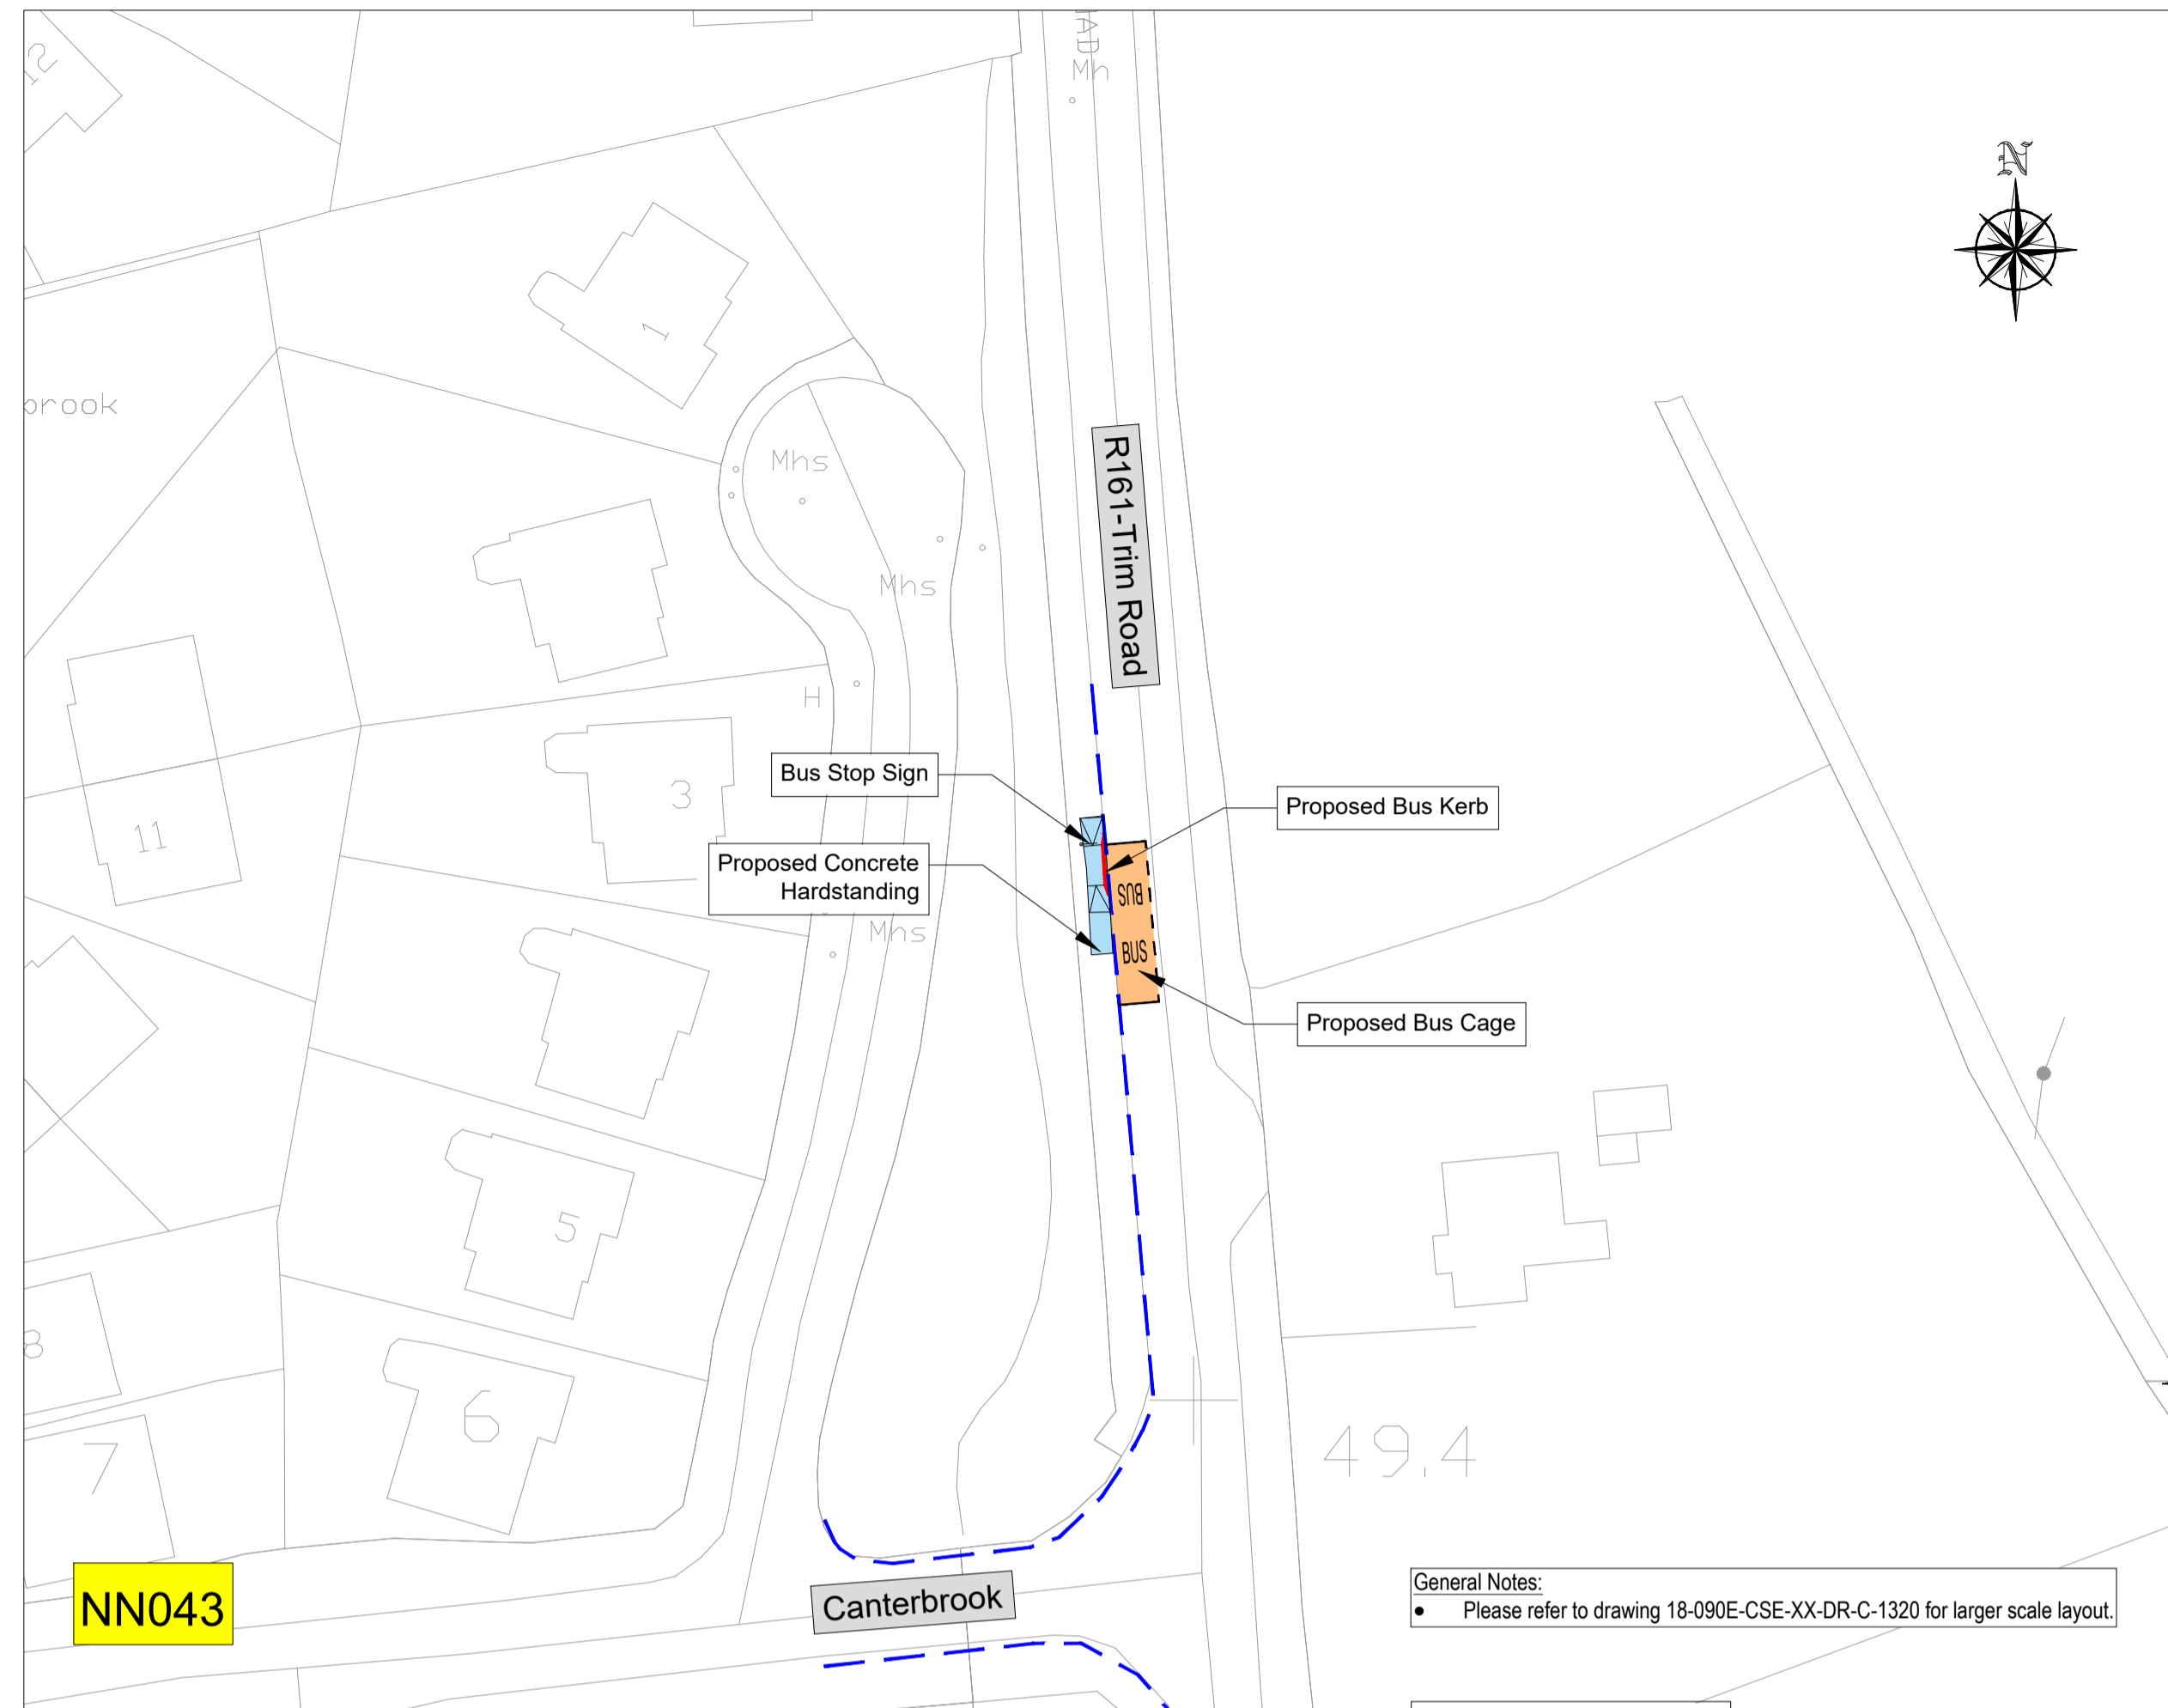 Mh
N
12
1
brook
Mhs
R161-Trim Road
Mhs
H
Bus Stop Sign
3
Proposed Bus Kerb
11
Proposed Concrete
Hardstanding
BUS
Mhs
BUS
Proposed Bus Cage
5
8
6
7
49.4
General Notes:
NN043
Canterbrook
• Please refer to drawing 18-090E-CSE-XX-DR-C-1320 for larger scale layout.